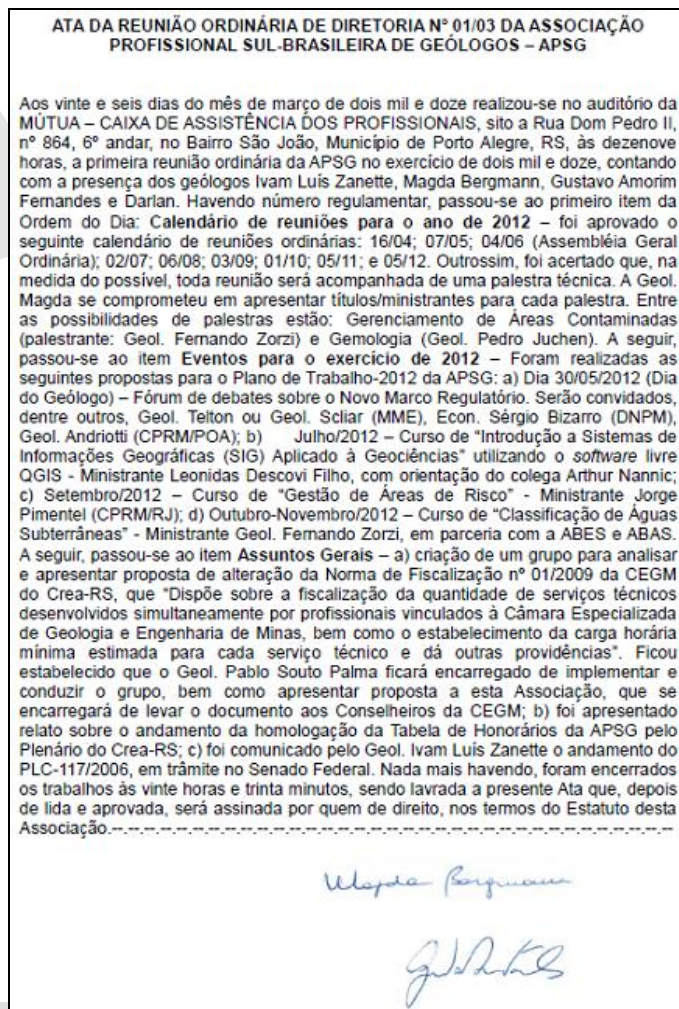 ATA DA REUNIÃO ORDINÁRIA DE DIRETORIA Nº 01/03 DA ASSOCIAÇÃO
PROFISSIONAL SUL-BRASILEIRA DE GEÓLOGOS – APSG
Aos vinte e seis dias do mês de março de dois mil e doze realizou-se no auditório da
MÚTUA – CAIXA DE ASSISTÊNCIA DOS PROFISSIONAIS, sito a Rua Dom Pedro II,
nº 864, 6º andar, no Bairro São João, Município de Porto Alegre, RS, às dezenove
horas, a primeira reunião ordinária da APSG no exercício de dois mil e doze, contando
com a presença dos geólogos Ivam Luís Zanette, Magda Bergmann, Gustavo Amorim
Fernandes e Darlan. Havendo número regulamentar, passou-se ao primeiro item da
Ordem do Dia: Calendário de reuniões para o ano de 2012 – foi aprovado o
seguinte calendário de reuniões ordinárias: 16/04; 07/05; 04/06 (Assembléia Geral
Ordinária); 02/07; 06/08; 03/09; 01/10; 05/11; e 05/12. Outrossim, foi acertado que, na
medida do possível, toda reunião será acompanhada de uma palestra técnica. A Geol.
Magda se comprometeu em apresentar títulos/ministrantes para cada palestra. Entre
as possibilidades de palestras estão: Gerenciamento de Áreas Contaminadas
(palestrante: Geol. Fernando Zorzi) e Gemologia (Geol. Pedro Juchen). A seguir,
passou-se ao item Eventos para o exercício de 2012 – Foram realizadas as
seguintes propostas para o Plano de Trabalho-2012 da APSG: a) Dia 30/05/2012 (Dia
do Geólogo) – Fórum de debates sobre o Novo Marco Regulatório. Serão convidados,
dentre outros, Geol. Telton ou Geol. Scliar (MME), Econ. Sérgio Bizarro (DNPM),
Geol. Andriotti (CPRM/POA); b) Julho/2012 – Curso de “Introdução a Sistemas de
Informações Geográficas (SIG) Aplicado à Geociências” utilizando o software livre
QGIS - Ministrante Leonidas Descovi Filho, com orientação do colega Arthur Nannic;
c) Setembro/2012 – Curso de “Gestão de Áreas de Risco” - Ministrante Jorge
Pimentel (CPRM/RJ); d) Outubro-Novembro/2012 – Curso de “Classificação de Águas
Subterrâneas” - Ministrante Geol. Fernando Zorzi, em parceria com a ABES e ABAS.
A seguir, passou-se ao item Assuntos Gerais – a) criação de um grupo para analisar
e apresentar proposta de alteração da Norma de Fiscalização nº 01/2009 da CEGM
do Crea-RS, que “Dispõe sobre a fiscalização da quantidade de serviços técnicos
desenvolvidos simultaneamente por profissionais vinculados à Câmara Especializada
de Geologia e Engenharia de Minas, bem como o estabelecimento da carga horária
mínima estimada para cada serviço técnico e dá outras providências”. Ficou
estabelecido que o Geol. Pablo Souto Palma ficará encarregado de implementar e
conduzir o grupo, bem como apresentar proposta a esta Associação, que se
encarregará de levar o documento aos Conselheiros da CEGM; b) foi apresentado
relato sobre o andamento da homologação da Tabela de Honorários da APSG pelo
Plenário do Crea-RS; c) foi comunicado pelo Geol. Ivam Luís Zanette o andamento do
PLC-117/2006, em trâmite no Senado Federal. Nada mais havendo, foram encerrados
os trabalhos às vinte horas e trinta minutos, sendo lavrada a presente Ata que, depois
de lida e aprovada, será assinada por quem de direito, nos termos do Estatuto desta
Associação.--.--.--.--.--.--.--.--.--.--.--.--.--.--.--.--.--.--.--.--.--.--.--.--.--.--.--.--.--.--.--.--.--
Magda Bergmann